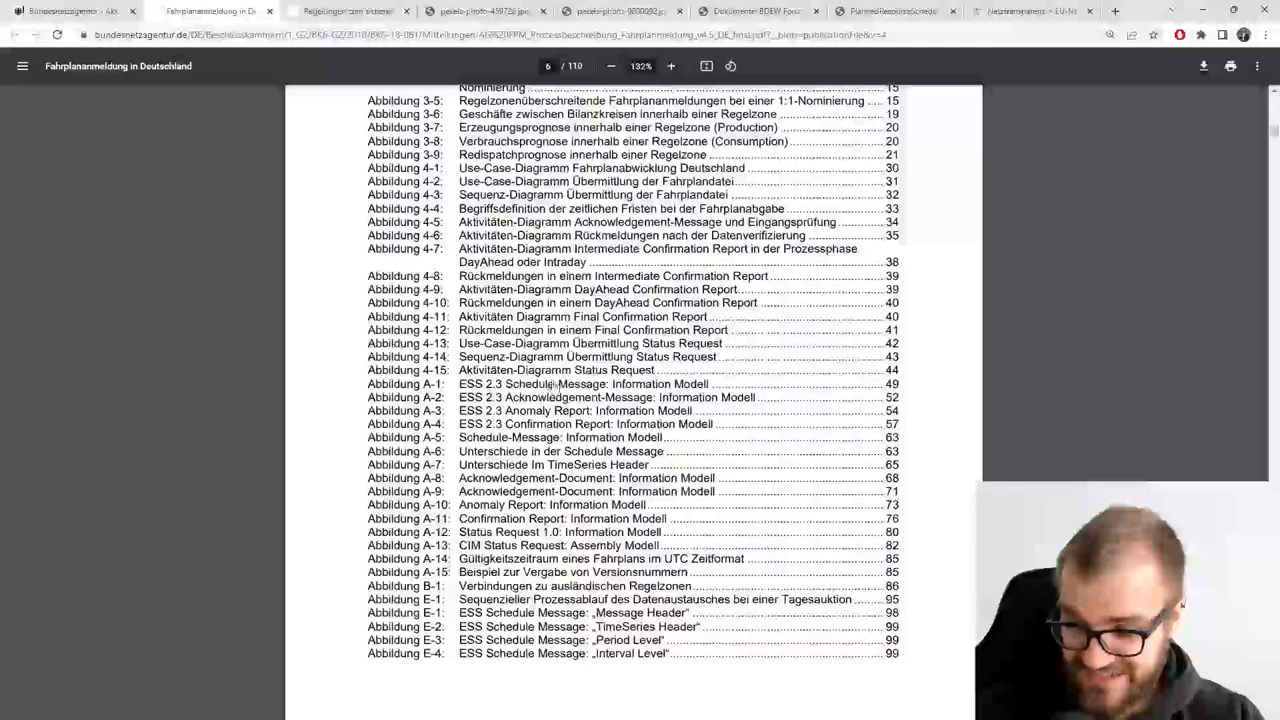 Bundesnetzagentur - Akt
Fahrplananmeldung in D
Regelungen zum sicherer
pexels-photo-459728.jp
pexels-photo-9800092.jp
Dokumente BDEW Forum
PlannedResourceSchedu
Netztransparenz > EU-Ne
Fahrplananmeldung in Deutschland
6 / 110
132%
Nominierung 15
Abbildung 3-5: Regelzonenüberschreitende Fahrplananmeldungen bei einer 1:1-Nominierung 15
Abbildung 3-6: Geschäfte zwischen Bilanzkreisen innerhalb einer Regelzone 19
Abbildung 3-7: Erzeugungsprognose innerhalb einer Regelzone (Production) 20
Abbildung 3-8: Verbrauchsprognose innerhalb einer Regelzone (Consumption) 20
Abbildung 3-9: Redispatchprognose innerhalb einer Regelzone 21
Abbildung 4-1: Use-Case-Diagramm Fahrplanabwicklung Deutschland 30
Abbildung 4-2: Use-Case-Diagramm Übermittlung der Fahrplandatei 31
Abbildung 4-3: Sequenz-Diagramm Übermittlung der Fahrplandatei 32
Abbildung 4-4: Begriffsdefinition der zeitlichen Fristen bei der Fahrplanabgabe 33
Abbildung 4-5: Aktivitäten-Diagramm Acknowledgement-Message und Eingangsprüfung 34
Abbildung 4-6: Aktivitäten-Diagramm Rückmeldungen nach der Datenverifizierung 35
Abbildung 4-7: Aktivitäten-Diagramm Intermediate Confirmation Report in der Prozessphase
DayAhead oder Intraday 38
Abbildung 4-8: Rückmeldungen in einem Intermediate Confirmation Report 39
Abbildung 4-9: Aktivitäten-Diagramm DayAhead Confirmation Report 39
Abbildung 4-10: Rückmeldungen in einem DayAhead Confirmation Report 40
Abbildung 4-11: Aktivitäten Diagramm Final Confirmation Report 40
Abbildung 4-12: Rückmeldungen in einem Final Confirmation Report 41
Abbildung 4-13: Use-Case-Diagramm Übermittlung Status Request 42
Abbildung 4-14: Sequenz-Diagramm Übermittlung Status Request 43
Abbildung 4-15: Aktivitäten-Diagramm Status Request 44
Abbildung A-1: ESS 2.3 Schedule-Message: Information Modell 49
Abbildung A-2: ESS 2.3 Acknowledgement-Message: Information Modell 52
Abbildung A-3: ESS 2.3 Anomaly Report: Information Modell 54
Abbildung A-4: ESS 2.3 Confirmation Report: Information Modell 57
Abbildung A-5: Schedule-Message: Information Modell 63
Abbildung A-6: Unterschiede in der Schedule Message 63
Abbildung A-7: Unterschiede Im TimeSeries Header 65
Abbildung A-8: Acknowledgement-Document: Information Modell 68
Abbildung A-9: Acknowledgement-Document: Information Modell 71
Abbildung A-10: Anomaly Report: Information Modell 73
Abbildung A-11: Confirmation Report: Information Modell 76
Abbildung A-12: Status Request 1.0: Information Modell 80
Abbildung A-13: CIM Status Request: Assembly Modell 82
Abbildung A-14: Gültigkeitszeitraum eines Fahrplans im UTC Zeitformat 85
Abbildung A-15: Beispiel zur Vergabe von Versionsnummern 85
Abbildung B-1: Verbindungen zu ausländischen Regelzonen 86
Abbildung E-1: Sequenzieller Prozessablauf des Datenaustausches bei einer Tagesauktion 95
Abbildung E-1: ESS Schedule Message: „Message Header“ 98
Abbildung E-2: ESS Schedule Message: „TimeSeries Header“ 99
Abbildung E-3: ESS Schedule Message: „Period Level“ 99
Abbildung E-4: ESS Schedule Message: „Interval Level“ 99